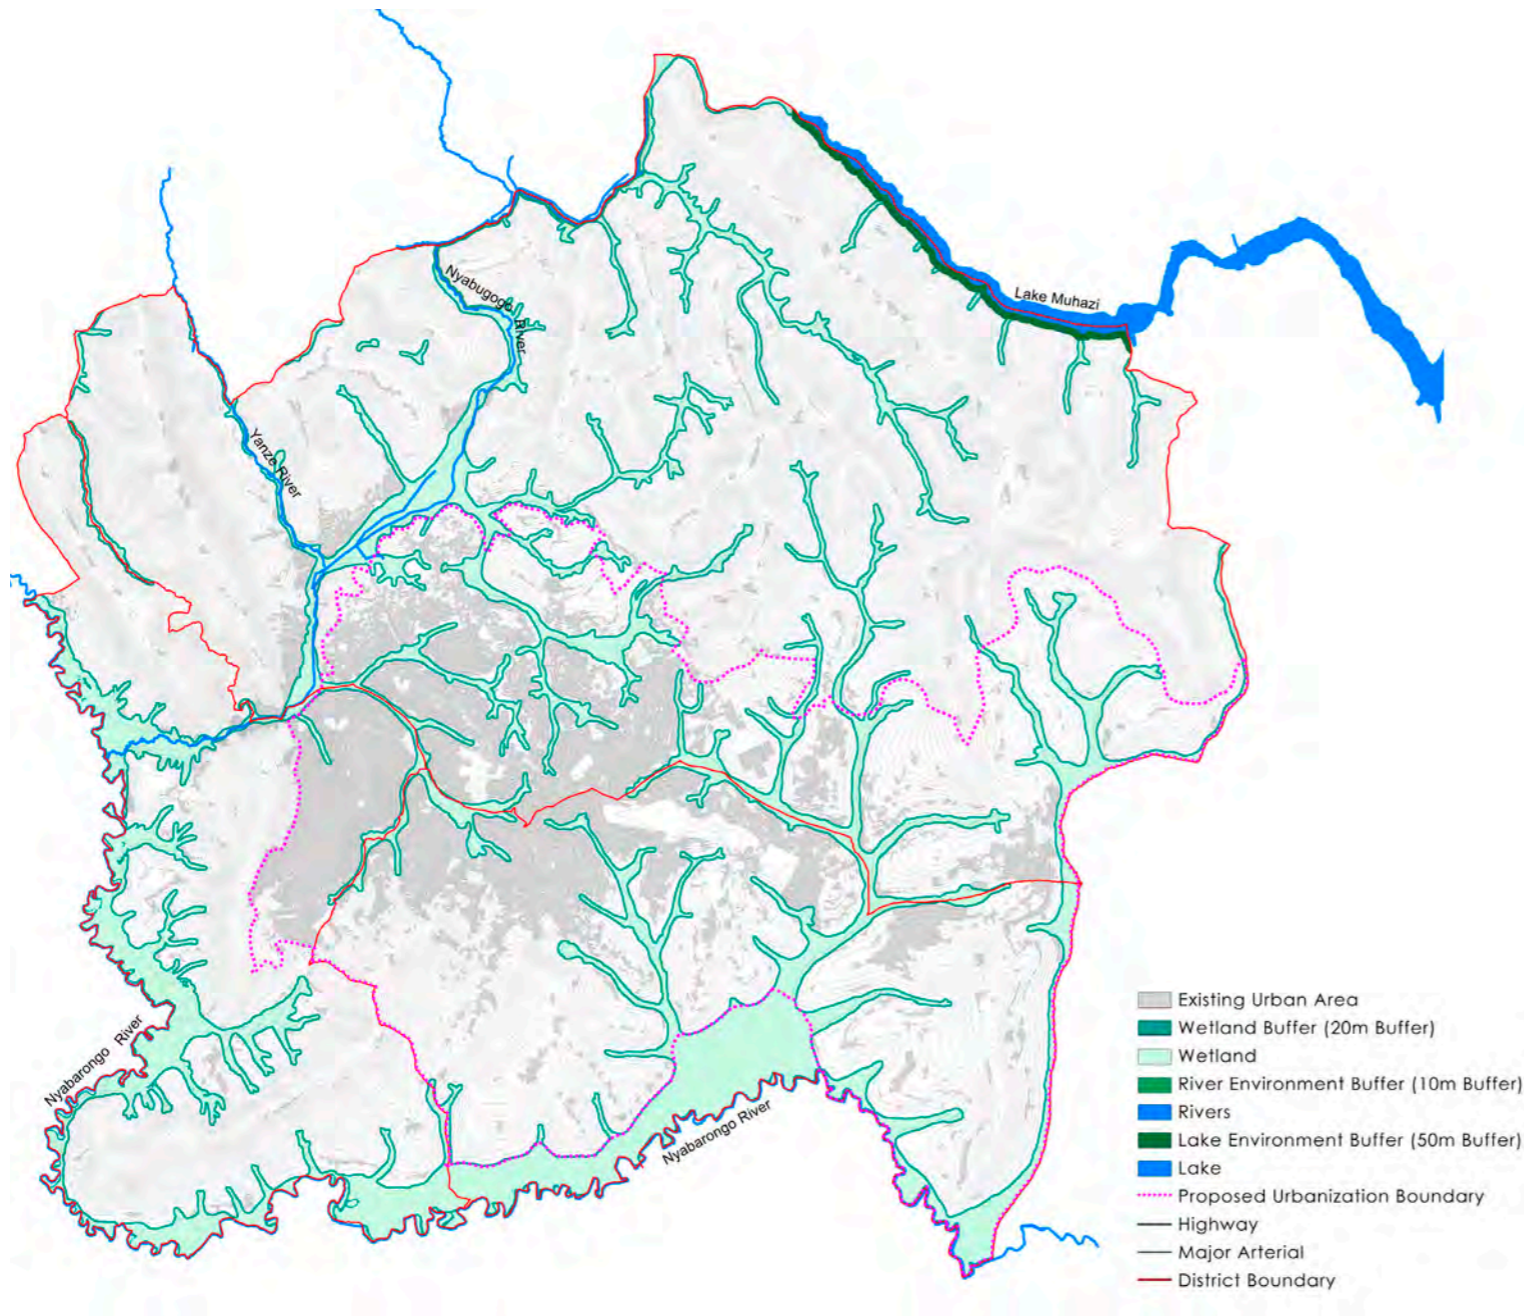 Lake Muhazi
Nyabugogo River
Yanze River
Nyabarongo River
Nyabarongo River
Existing Urban Area
Wetland Buffer (20m Buffer)
Wetland
River Environment Buffer (10m Buffer)
Rivers
Lake Environment Buffer (50m Buffer)
Lake
Proposed Urbanization Boundary
Highway
Major Arterial
District Boundary